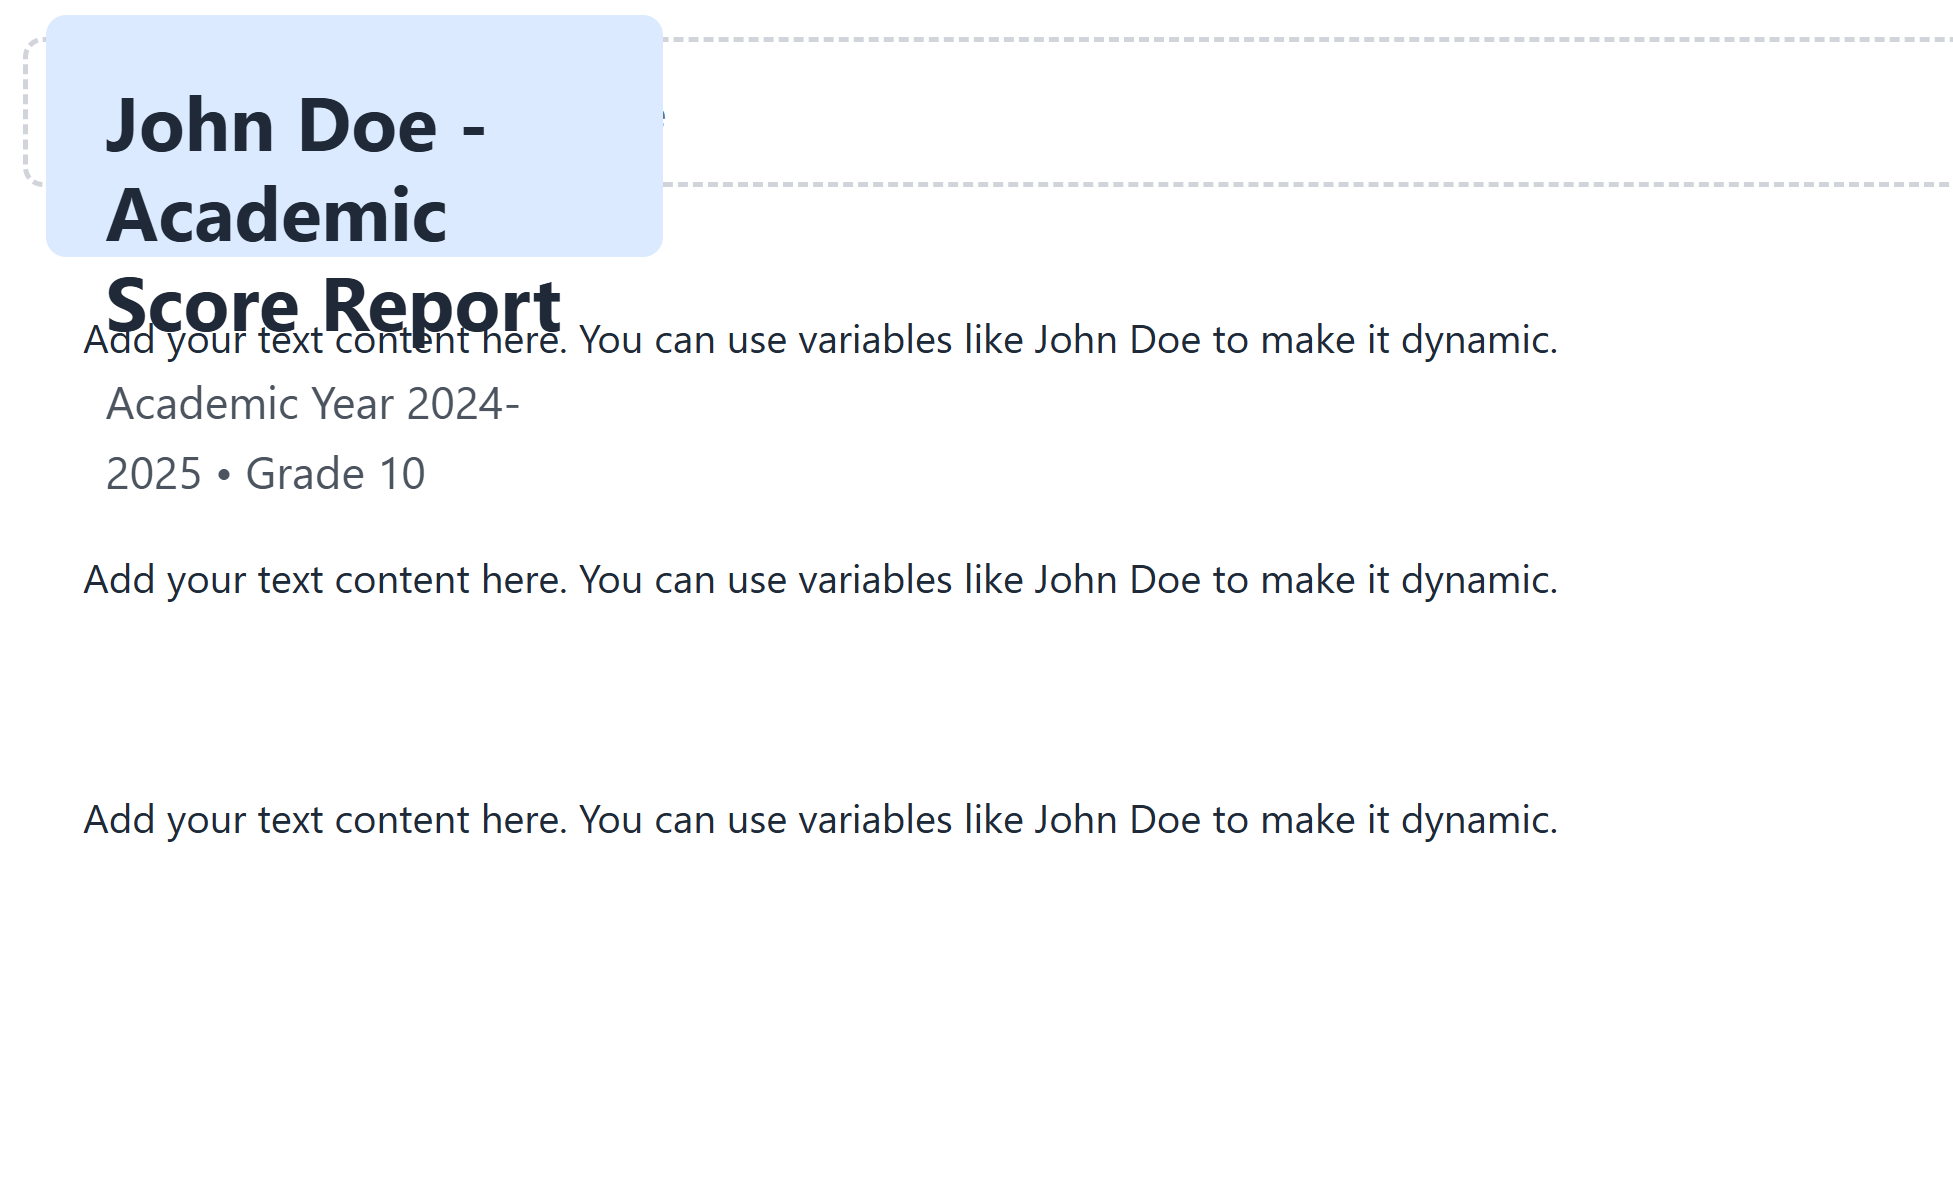 John Doe -
Academic
Score Report
Add your text content here. You can use variables like John Doe to make it dynamic.
Academic Year 2024-
2025 • Grade 10
Add your text content here. You can use variables like John Doe to make it dynamic.
Add your text content here. You can use variables like John Doe to make it dynamic.